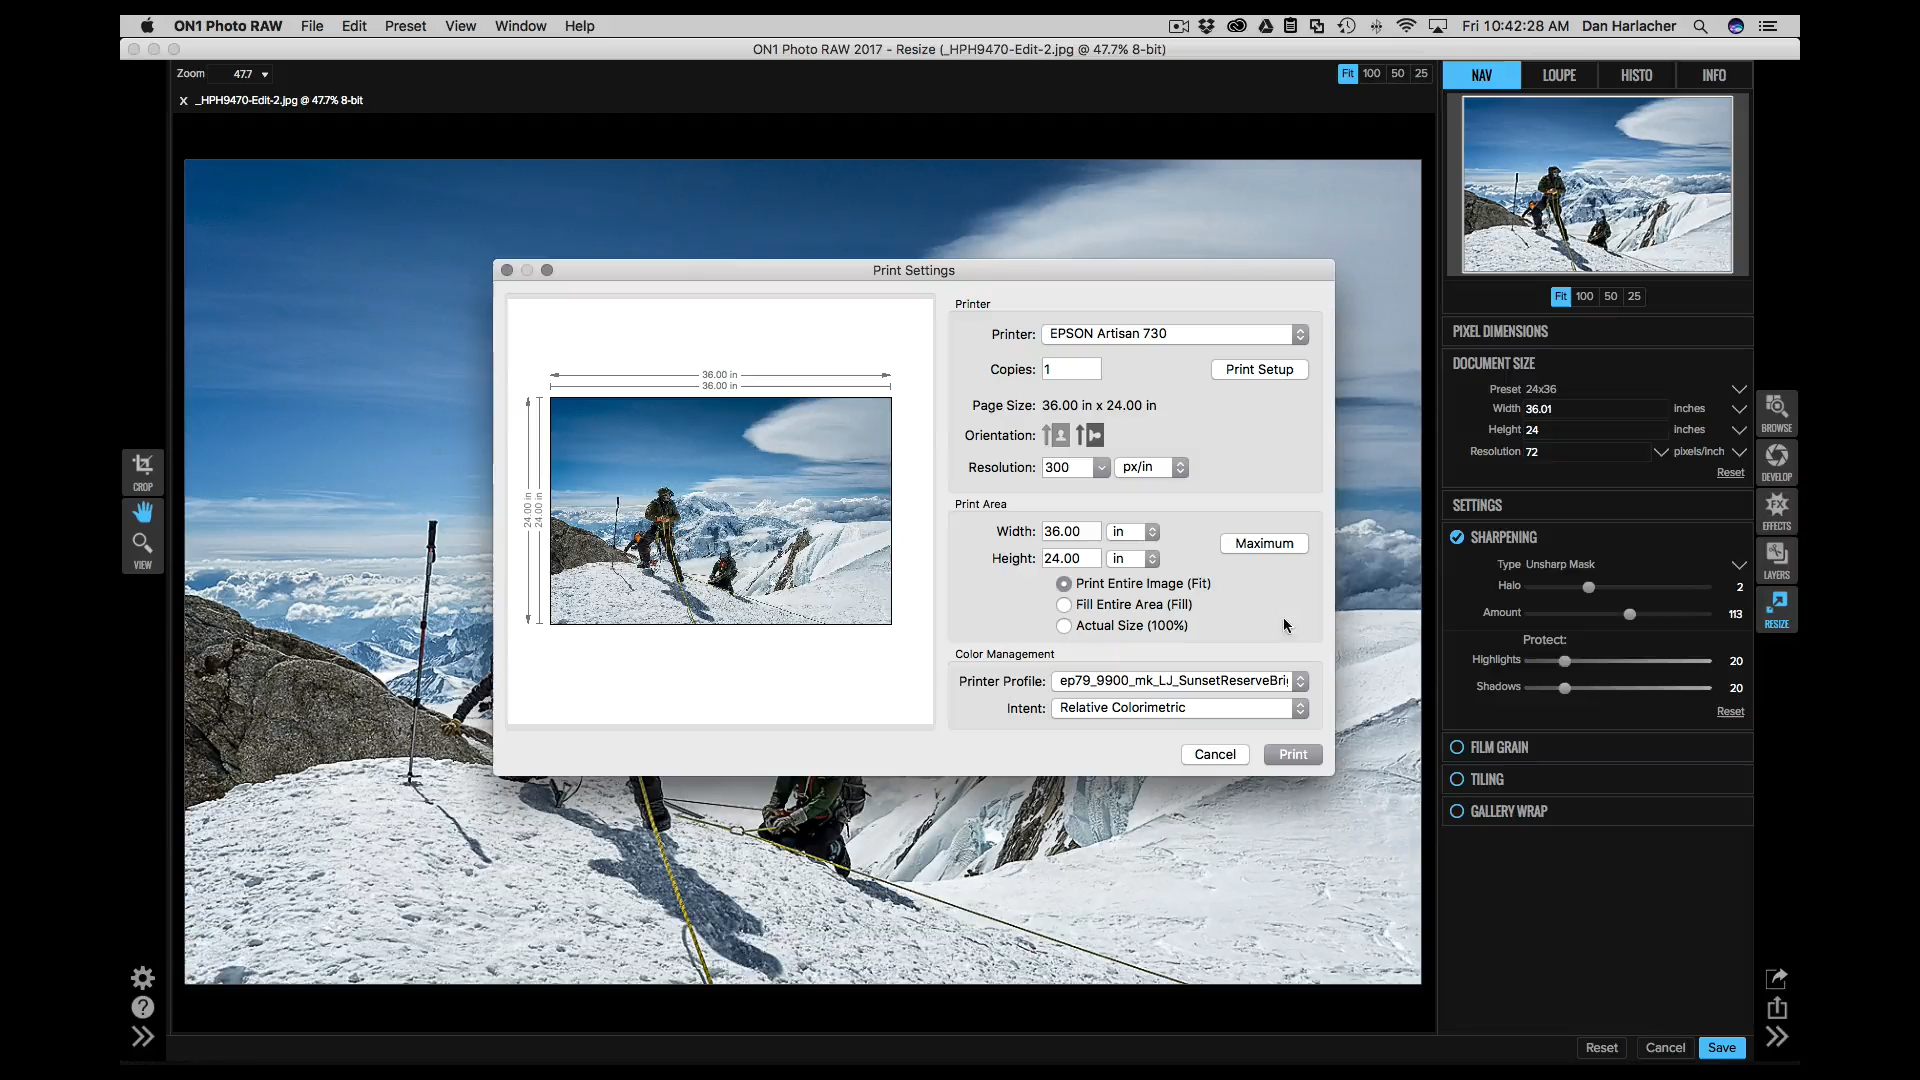 ON1 Photo RAW File Edit Preset View Window Help Fri 10:42:28 AM Dan Harlacher
ON1 Photo RAW 2017 - Resize (_HPH9470-Edit-2.jpg @ 47.7% 8-bit)
Zoom 47.7 Fit 100 50 25
x _HPH9470-Edit-2.jpg @ 47.7% 8-bit
NAV LOUPE HISTO INFO
Fit 100 50 25
CROP
VIEW
Print Settings
36.00 in
36.00 in
24.00 in
24.00 in
Printer
Printer: EPSON Artisan 730
Copies: 1 Print Setup
Page Size: 36.00 in x 24.00 in
Orientation:
Resolution: 300 px/in
Print Area
Width: 36.00 in
Maximum
Height: 24.00 in
Print Entire Image (Fit)
Fill Entire Area (Fill)
Actual Size (100%)
Color Management
Printer Profile: ep79_9900_mk_LJ_SunsetReserveBri
Intent: Relative Colorimetric
Cancel Print
PIXEL DIMENSIONS
DOCUMENT SIZE
Preset 24x36
Width 36.01 inches
Height 24 inches
Resolution 72 pixels/inch
Reset
SETTINGS
SHARPENING
Type Unsharp Mask
Halo 2
Amount 113
Protect:
Highlights 20
Shadows 20
Reset
FILM GRAIN
TILING
GALLERY WRAP
BROWSE
DEVELOP
FX
EFFECTS
LAYERS
RESIZE
Reset Cancel Save